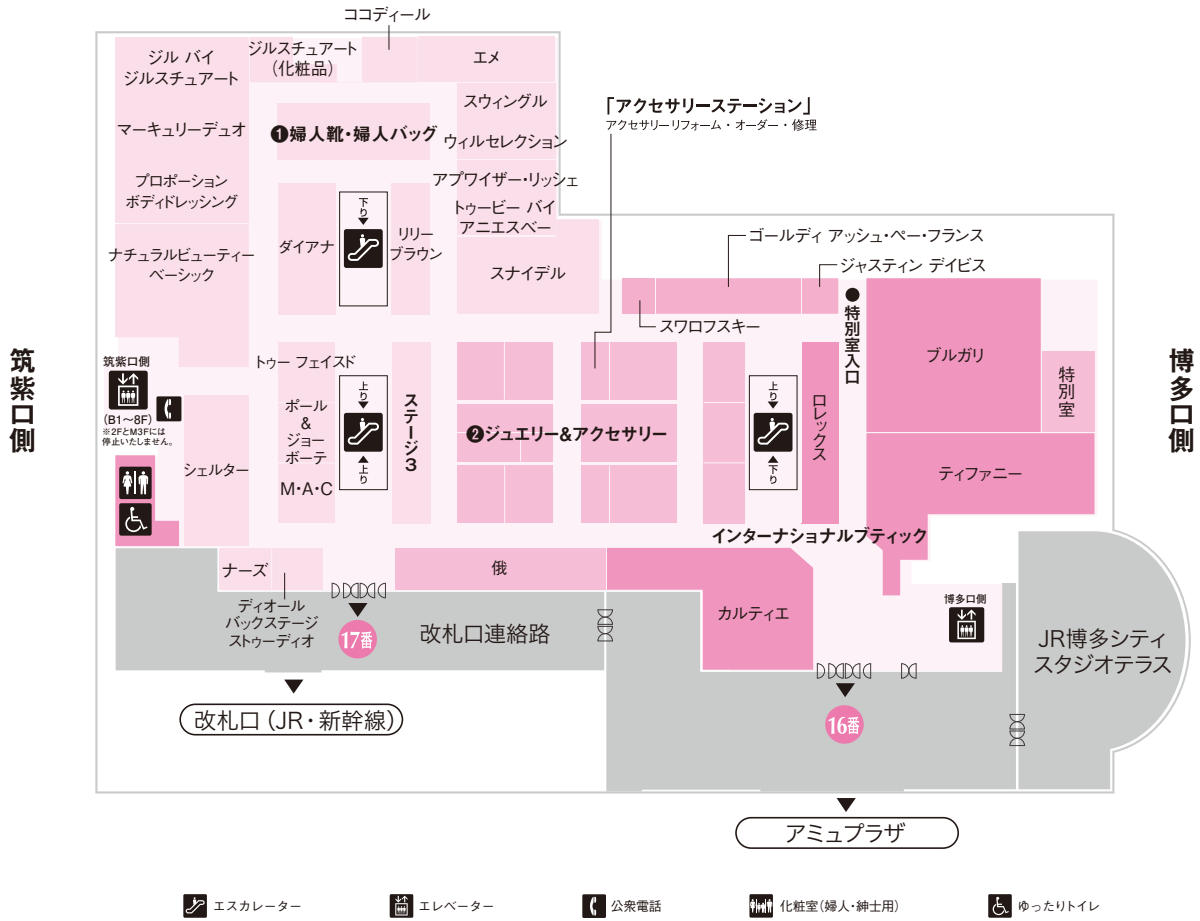 ココディール
ジル バイ
ジルスチュアート
ジルスチュアート
(化粧品)
エメ
スウィングル
マーキュリーデュオ
❶婦人靴・婦人バッグ
ウィルセレクション
「アクセサリーステーション」
アクセサリーリフォーム・オーダー・修理
プロポーション
ボディドレッシング
アプワイザー・リッシェ
トゥービー バイ
アニエスベー
下り
ダイアナ
リリー
ブラウン
ナチュラルビューティー
ベーシック
スナイデル
ゴールディ アッシュ・ペー・フランス
ジャスティン デイビス
スワロフスキー
●特別室入口
ブルガリ
特別室
筑紫口側
博多口側
筑紫口側
(B1〜8F)
※2FとM3Fには
停止いたしません。
トゥー フェイスド
ポール
&
ジョー
ボーテ
M・A・C
上り
上り
ステージ3
❷ジュエリー&アクセサリー
上り
下り
ロレックス
シェルター
ティファニー
インターナショナルブティック
ナーズ
ディオール
バックステージ
ストゥーディオ
俄
カルティエ
博多口側
17番
改札口連絡路
JR博多シティ
スタジオテラス
改札口(JR・新幹線)
16番
アミュプラザ
エスカレーター
エレベーター
公衆電話
化粧室(婦人・紳士用)
ゆったりトイレ